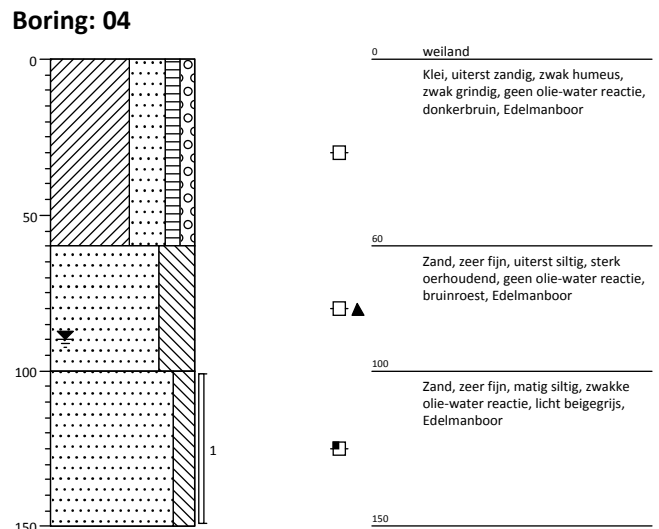 Boring: 04
0
50
100
150
1
0 weiland
Klei, uiterst zandig, zwak humeus,
zwak grindig, geen olie-water reactie,
donkerbruin, Edelmanboor
60
Zand, zeer fijn, uiterst siltig, sterk
oerhoudend, geen olie-water reactie,
bruinroest, Edelmanboor
100
Zand, zeer fijn, matig siltig, zwakke
olie-water reactie, licht beigegrijs,
Edelmanboor
150